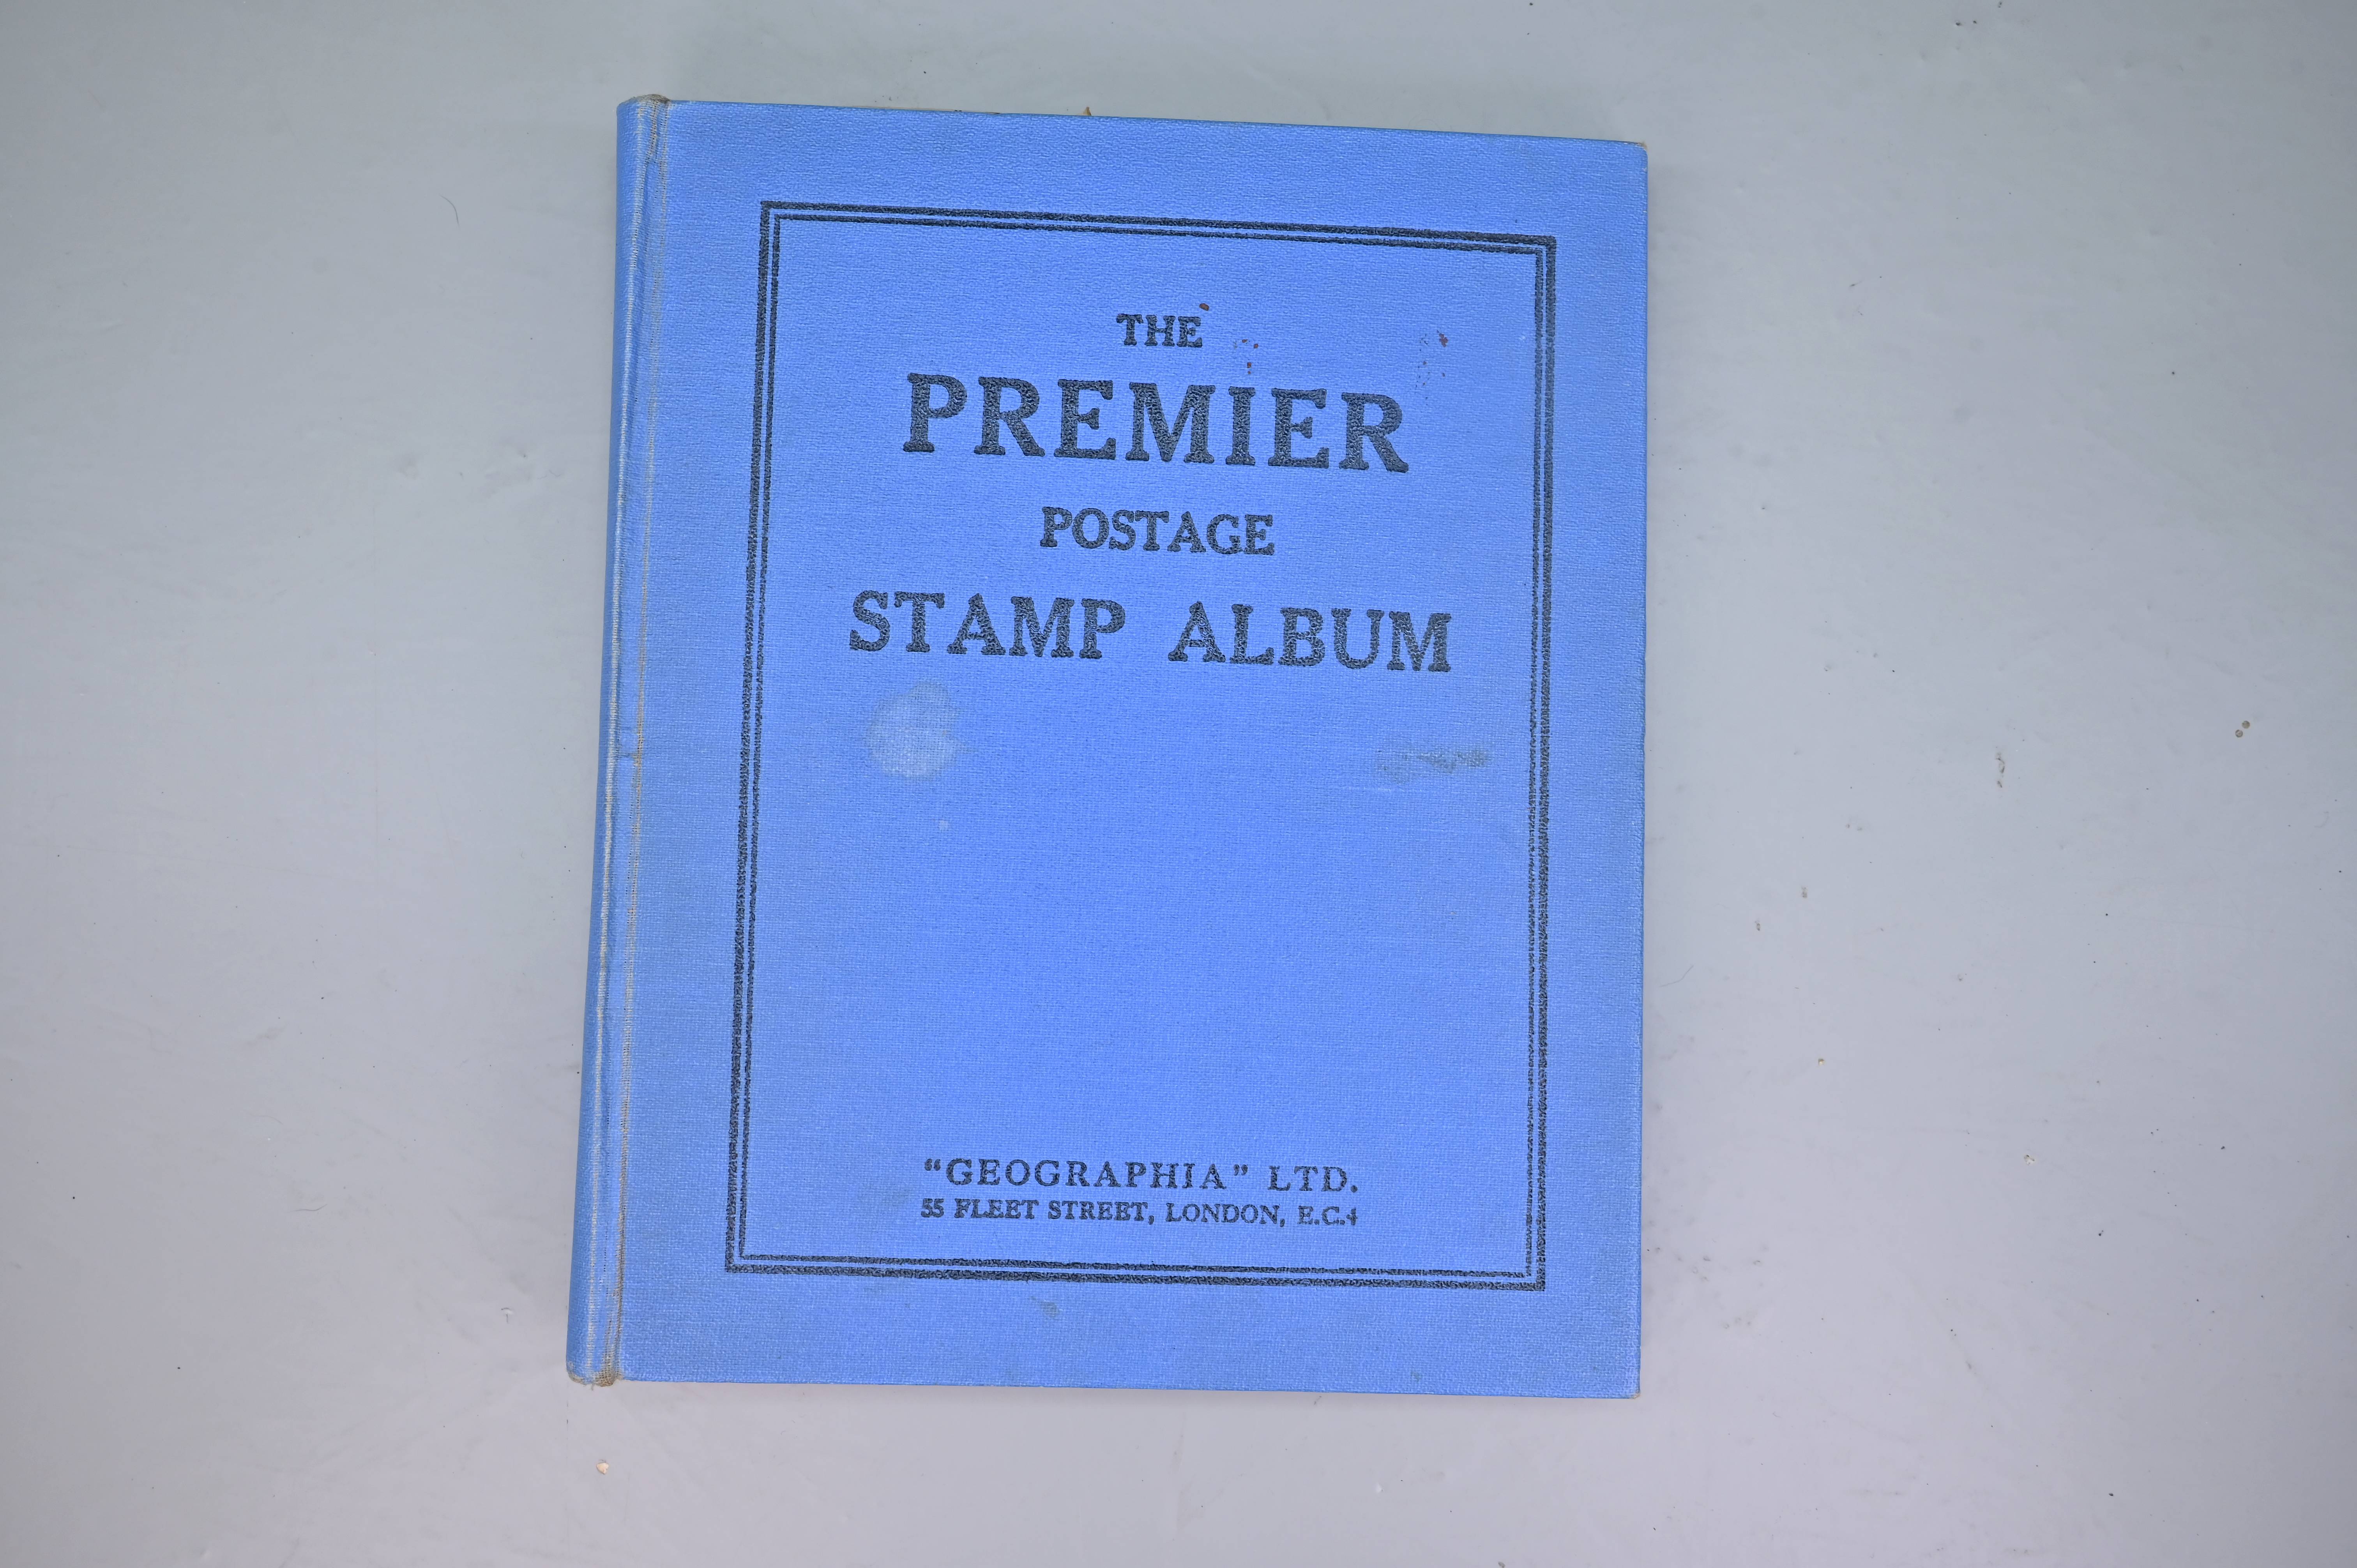 THE
PREMIER
POSTAGE
STAMP ALBUM
"GEOGRAPHIA" LTD.
55 FLEET STREET, LONDON, E.C.4